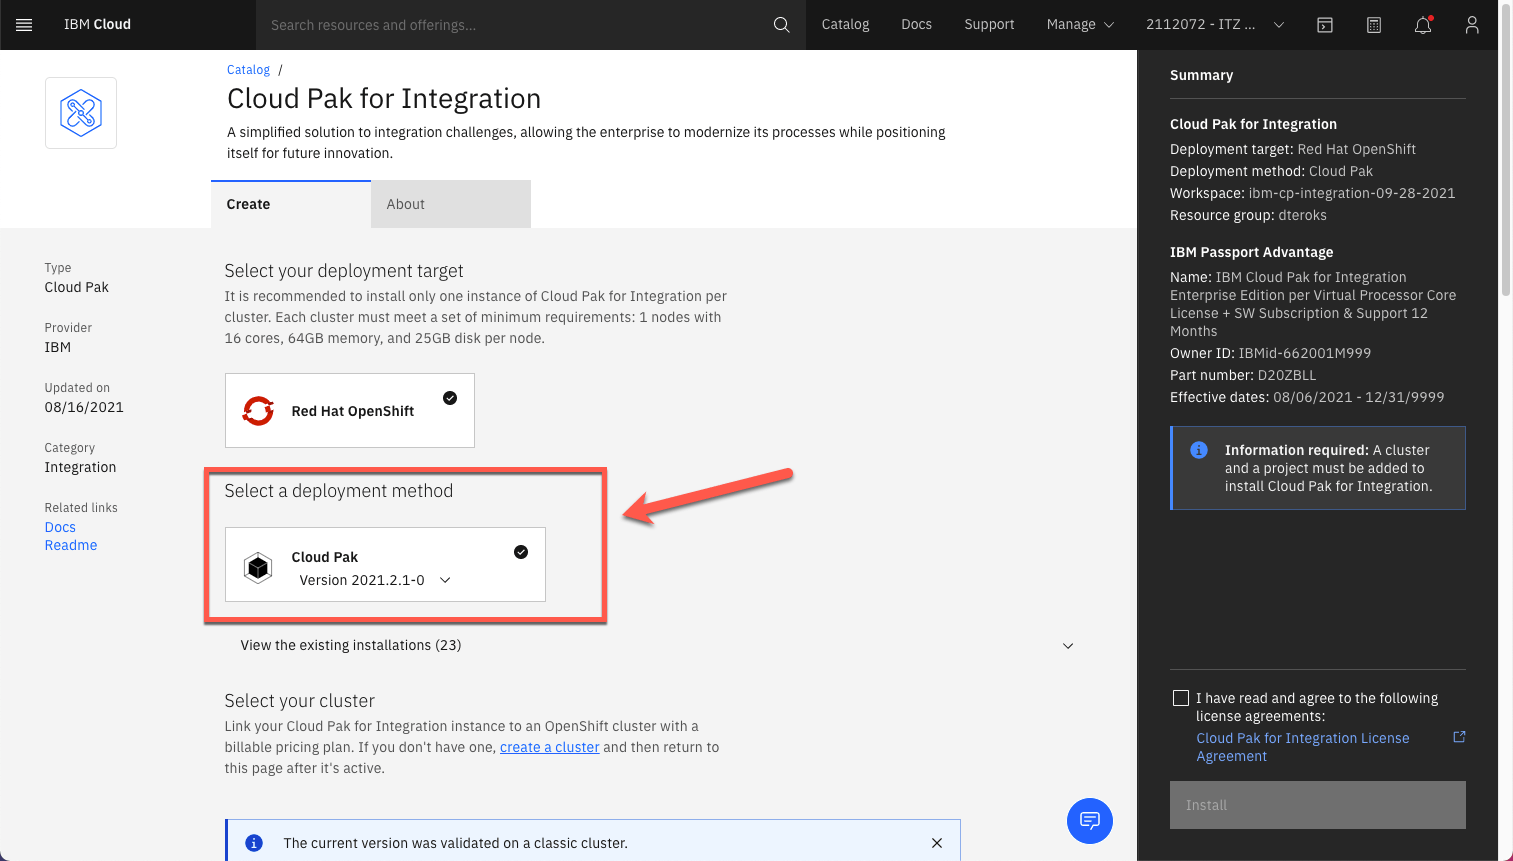 IBM Cloud
Search resources and offerings...
Catalog
Docs
Support
Manage
2112072 - ITZ ...
Catalog /
Cloud Pak for Integration
A simplified solution to integration challenges, allowing the enterprise to modernize its processes while positioning
itself for future innovation.
Create
About
Type
Cloud Pak
Provider
IBM
Updated on
08/16/2021
Category
Integration
Related links
Docs
Readme
Select your deployment target
It is recommended to install only one instance of Cloud Pak for Integration per
cluster. Each cluster must meet a set of minimum requirements: 1 nodes with
16 cores, 64GB memory, and 25GB disk per node.
Red Hat OpenShift
Select a deployment method
Cloud Pak
Version 2021.2.1-0
View the existing installations (23)
Select your cluster
Link your Cloud Pak for Integration instance to an OpenShift cluster with a
billable pricing plan. If you don't have one, create a cluster and then return to
this page after it's active.
The current version was validated on a classic cluster.
Summary
Cloud Pak for Integration
Deployment target: Red Hat OpenShift
Deployment method: Cloud Pak
Workspace: ibm-cp-integration-09-28-2021
Resource group: dteroks
IBM Passport Advantage
Name: IBM Cloud Pak for Integration
Enterprise Edition per Virtual Processor Core
License + SW Subscription & Support 12
Months
Owner ID: IBMid-662001M999
Part number: D20ZBLL
Effective dates: 08/06/2021 - 12/31/9999
Information required: A cluster
and a project must be added to
install Cloud Pak for Integration.
I have read and agree to the following
license agreements:
Cloud Pak for Integration License
Agreement
Install